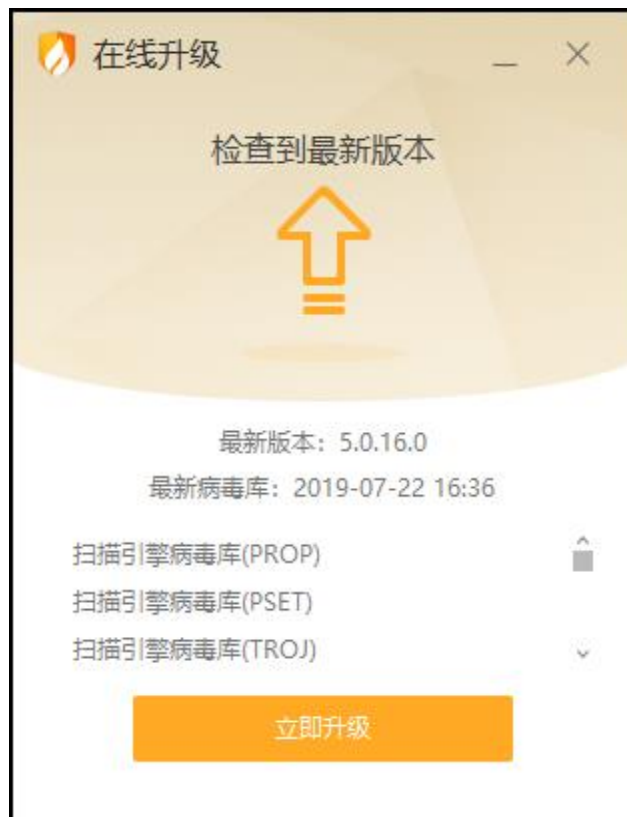 在线升级
检查到最新版本
最新版本：5.0.16.0
最新病毒库：2019-07-22 16:36
扫描引擎病毒库(PROP)
扫描引擎病毒库(PSET)
扫描引擎病毒库(TROJ)
立即升级